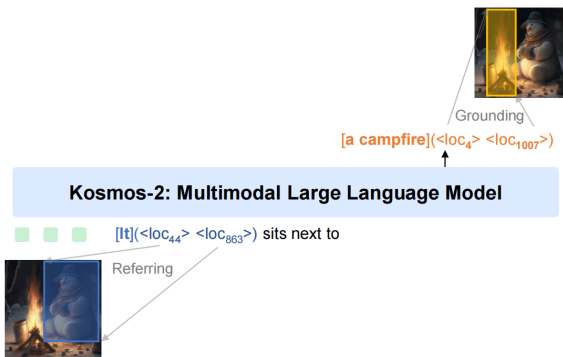 Grounding
[a campfire](<loc4> <loc1007>)
Kosmos-2: Multimodal Large Language Model
[It](<loc44> <loc863>) sits next to
Referring